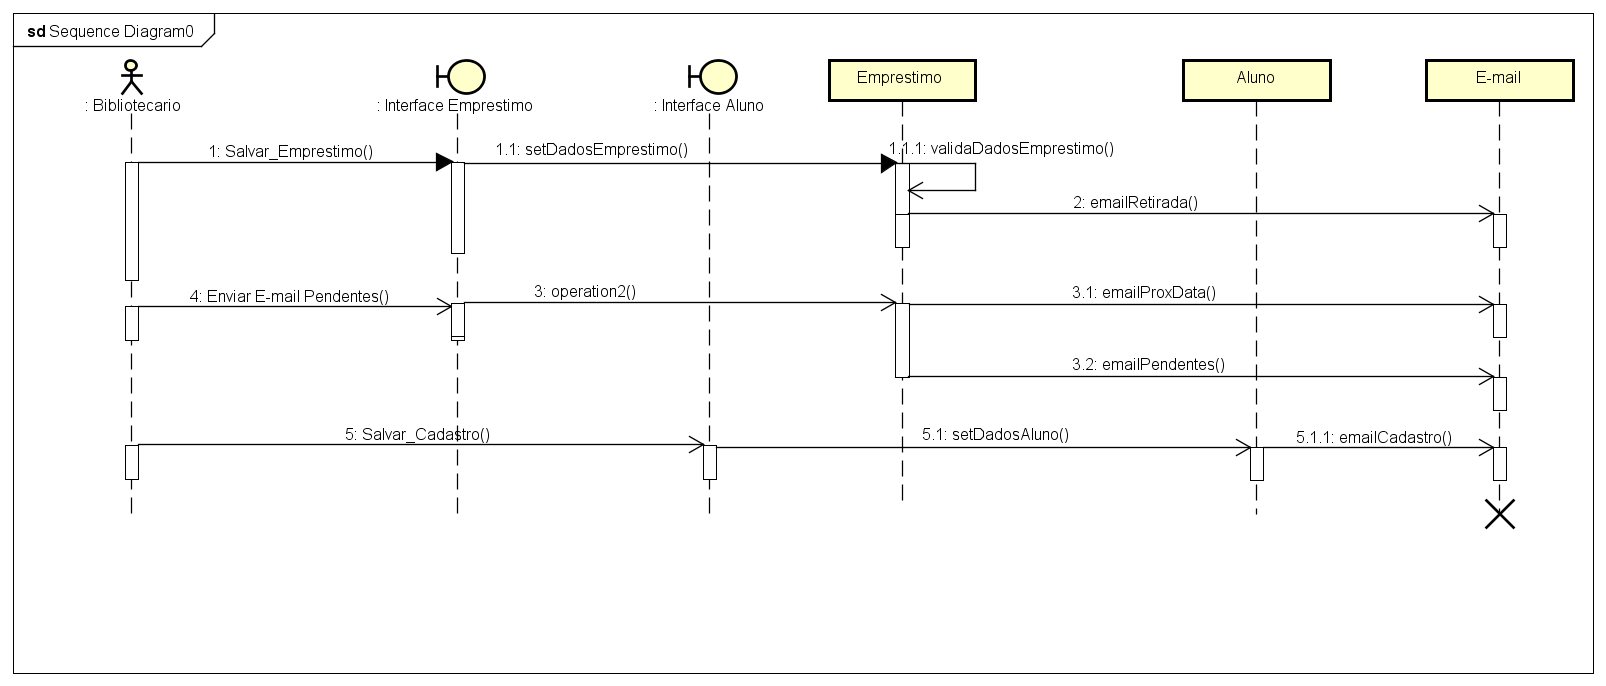 sd Sequence Diagram0
: Bibliotecario
: Interface Emprestimo
: Interface Aluno
Emprestimo
Aluno
E-mail
1: Salvar_Emprestimo()
1.1: setDadosEmprestimo()
1.1.1: validaDadosEmprestimo()
2: emailRetirada()
4: Enviar E-mail Pendentes()
3: operation2()
3.1: emailProxData()
3.2: emailPendentes()
5: Salvar_Cadastro()
5.1: setDadosAluno()
5.1.1: emailCadastro()